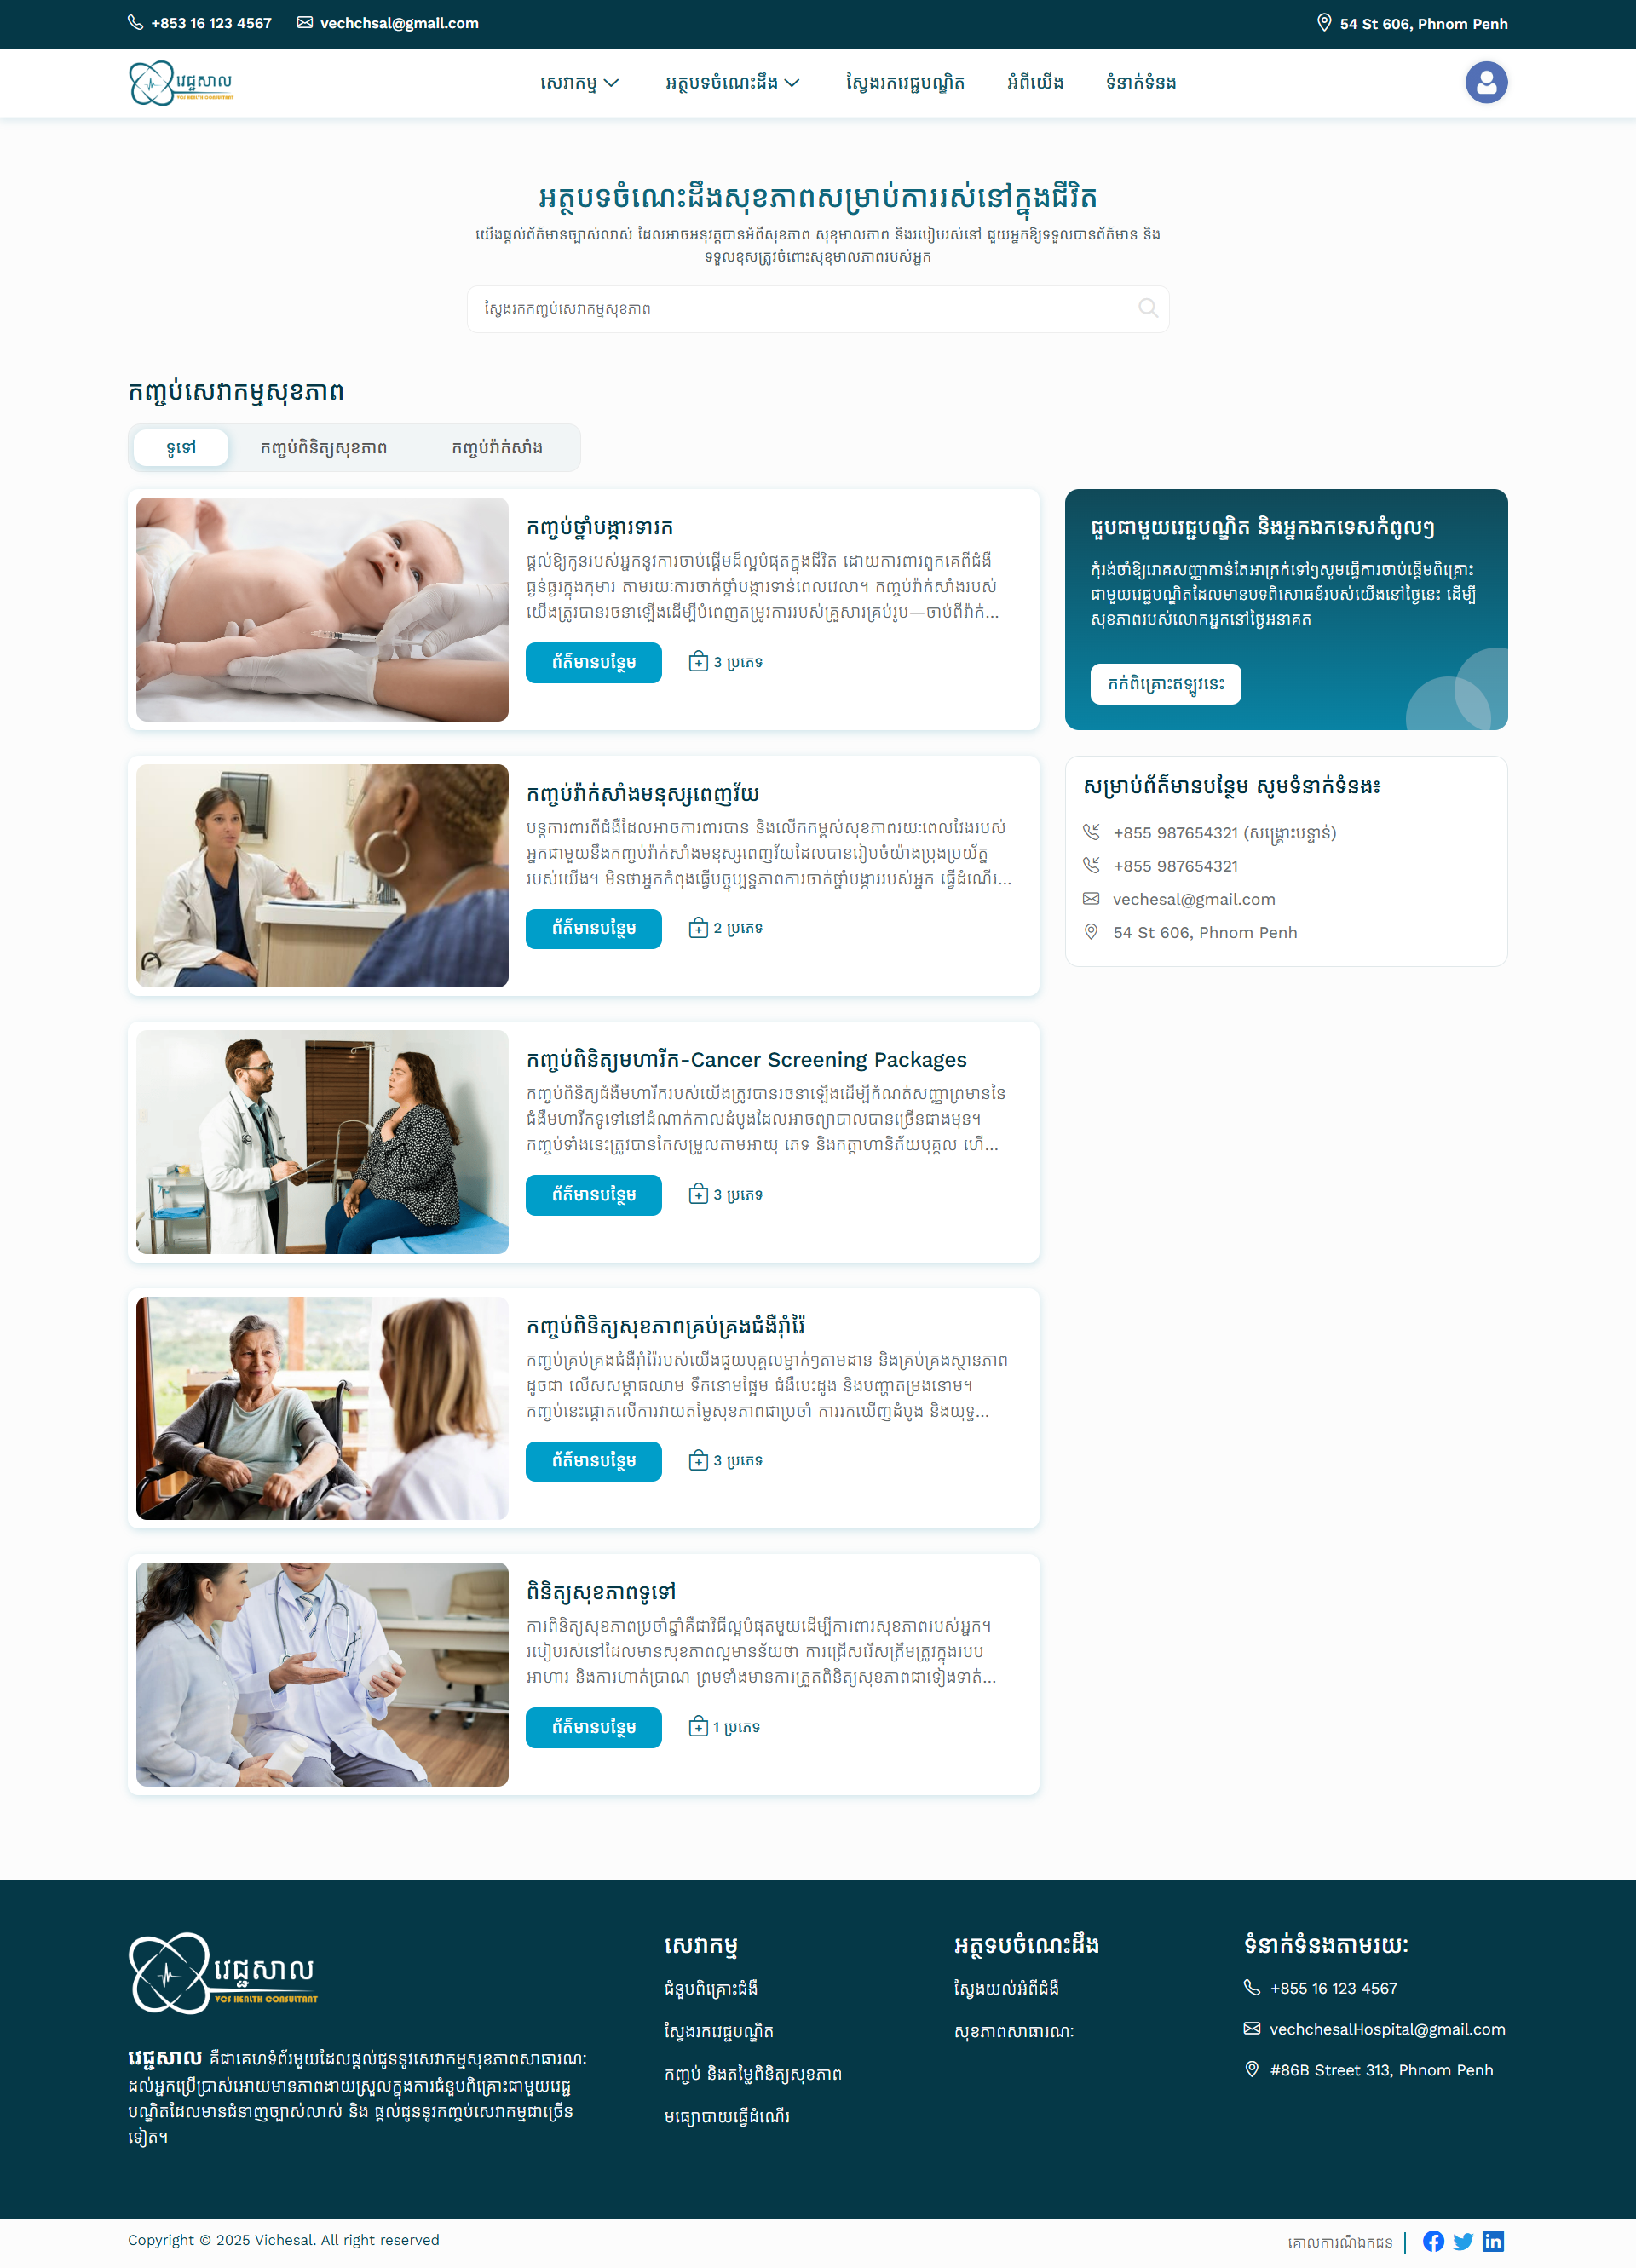 +853 16 123 4567
vechchsal@gmail.com
54 St 606, Phnom Penh
វេជ្ជសាល
VCS HEALTH CONSULTANT
សេវាកម្ម
អត្ថបទចំណេះដឹង
ស្វែងរកវេជ្ជបណ្ឌិត
អំពីយើង
ទំនាក់ទំនង
អត្ថបទចំណេះដឹងសុខភាពសម្រាប់ការរស់នៅក្នុងជីវិត
យើងផ្តល់ព័ត៌មានច្បាស់លាស់ ដែលអាចអនុវត្តបានអំពីសុខភាព សុខុមាលភាព និងរបៀបរស់នៅ ជួយអ្នកឱ្យទទួលបានព័ត៌មាន និង
ទទួលខុសត្រូវចំពោះសុខុមាលភាពរបស់អ្នក
ស្វែងរកកញ្ចប់សេវាកម្មសុខភាព
កញ្ចប់សេវាកម្មសុខភាព
ទូទៅ
កញ្ចប់ពិនិត្យសុខភាព
កញ្ចប់វ៉ាក់សាំង
កញ្ចប់ថ្នាំបង្ការទារក
ផ្តល់ឱ្យកូនរបស់អ្នកនូវការចាប់ផ្តើមដ៏ល្អបំផុតក្នុងជីវិត ដោយការពារពួកគេពីជំងឺ
ធ្ងន់ធ្ងរក្នុងកុមារ តាមរយៈការចាក់ថ្នាំបង្ការទាន់ពេលវេលា។ កញ្ចប់វ៉ាក់សាំងរបស់
យើងត្រូវបានរចនាឡើងដើម្បីបំពេញតម្រូវការរបស់គ្រួសារគ្រប់រូប—ចាប់ពីវ៉ាក់...
ព័ត៌មានបន្ថែម
3 ប្រភេទ
ជួបជាមួយវេជ្ជបណ្ឌិត និងអ្នកឯកទេសកំពូលៗ
កុំរង់ចាំឱ្យរោគសញ្ញាកាន់តែអាក្រក់ទៅៗសូមធ្វើការចាប់ផ្តើមពិគ្រោះ
ជាមួយវេជ្ជបណ្ឌិតដែលមានបទពិសោធន៍របស់យើងនៅថ្ងៃនេះ ដើម្បី
សុខភាពរបស់លោកអ្នកនៅថ្ងៃអនាគត
កក់ពិគ្រោះឥឡូវនេះ
កញ្ចប់វ៉ាក់សាំងមនុស្សពេញវ័យ
បន្តការពារពីជំងឺដែលអាចការពារបាន និងលើកកម្ពស់សុខភាពរយៈពេលវែងរបស់
អ្នកជាមួយនឹងកញ្ចប់វ៉ាក់សាំងមនុស្សពេញវ័យដែលបានរៀបចំយ៉ាងប្រុងប្រយ័ត្ន
របស់យើង។ មិនថាអ្នកកំពុងធ្វើបច្ចុប្បន្នភាពការចាក់ថ្នាំបង្ការរបស់អ្នក ធ្វើដំណើរ...
ព័ត៌មានបន្ថែម
2 ប្រភេទ
សម្រាប់ព័ត៌មានបន្ថែម សូមទំនាក់ទំនង៖
+855 987654321 (សង្គ្រោះបន្ទាន់)
+855 987654321
vechesal@gmail.com
54 St 606, Phnom Penh
កញ្ចប់ពិនិត្យមហារីក-Cancer Screening Packages
កញ្ចប់ពិនិត្យជំងឺមហារីករបស់យើងត្រូវបានរចនាឡើងដើម្បីកំណត់សញ្ញាព្រមាននៃ
ជំងឺមហារីកទូទៅនៅដំណាក់កាលដំបូងដែលអាចព្យាបាលបានច្រើនជាងមុន។
កញ្ចប់ទាំងនេះត្រូវបានកែសម្រួលតាមអាយុ ភេទ និងកត្តាហានិភ័យបុគ្គល ហើ...
ព័ត៌មានបន្ថែម
3 ប្រភេទ
កញ្ចប់ពិនិត្យសុខភាពគ្រប់គ្រងជំងឺរ៉ាំរ៉ៃ
កញ្ចប់គ្រប់គ្រងជំងឺរ៉ាំរ៉ៃរបស់យើងជួយបុគ្គលម្នាក់ៗតាមដាន និងគ្រប់គ្រងស្ថានភាព
ដូចជា លើសសម្ពាធឈាម ទឹកនោមផ្អែម ជំងឺបេះដូង និងបញ្ហាតម្រងនោម។
កញ្ចប់នេះផ្តោតលើការវាយតម្លៃសុខភាពជាប្រចាំ ការរកឃើញដំបូង និងយុទ្ធ...
ព័ត៌មានបន្ថែម
3 ប្រភេទ
ពិនិត្យសុខភាពទូទៅ
ការពិនិត្យសុខភាពប្រចាំឆ្នាំគឺជាវិធីល្អបំផុតមួយដើម្បីការពារសុខភាពរបស់អ្នក។
របៀបរស់នៅដែលមានសុខភាពល្អមានន័យថា ការជ្រើសរើសត្រឹមត្រូវក្នុងរបប
អាហារ និងការហាត់ប្រាណ ព្រមទាំងមានការត្រួតពិនិត្យសុខភាពជាទៀងទាត់...
ព័ត៌មានបន្ថែម
1 ប្រភេទ
វេជ្ជសាល
VCS HEALTH CONSULTANT
វេជ្ជសាល គឺជាគេហទំព័រមួយដែលផ្តល់ជូននូវសេវាកម្មសុខភាពសាធារណៈ
ដល់អ្នកប្រើប្រាស់អោយមានភាពងាយស្រួលក្នុងការជំនួបពិគ្រោះជាមួយវេជ្ជ
បណ្ឌិតដែលមានជំនាញច្បាស់លាស់ និង ផ្តល់ជូននូវកញ្ចប់សេវាកម្មជាច្រើន
ទៀត។
សេវាកម្ម
ជំនួបពិគ្រោះជំងឺ
ស្វែងរកវេជ្ជបណ្ឌិត
កញ្ចប់ និងតម្លៃពិនិត្យសុខភាព
មធ្យោបាយធ្វើដំណើរ
អត្ថទបចំណេះដឹង
ស្វែងយល់អំពីជំងឺ
សុខភាពសាធារណៈ
ទំនាក់ទំនងតាមរយៈ
+855 16 123 4567
vechchesalHospital@gmail.com
#86B Street 313, Phnom Penh
Copyright © 2025 Vichesal. All right reserved
គោលការណ៍ឯកជន